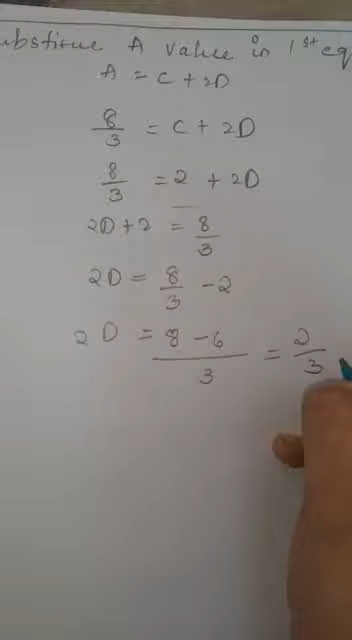 ubstitue A value in 1st eq
A = C + 2D
8/3 = C + 2D
8/3 = 2 + 2D
2D + 2 = 8/3
2D = 8/3 - 2
2D = 8 - 6/3 = 2/3